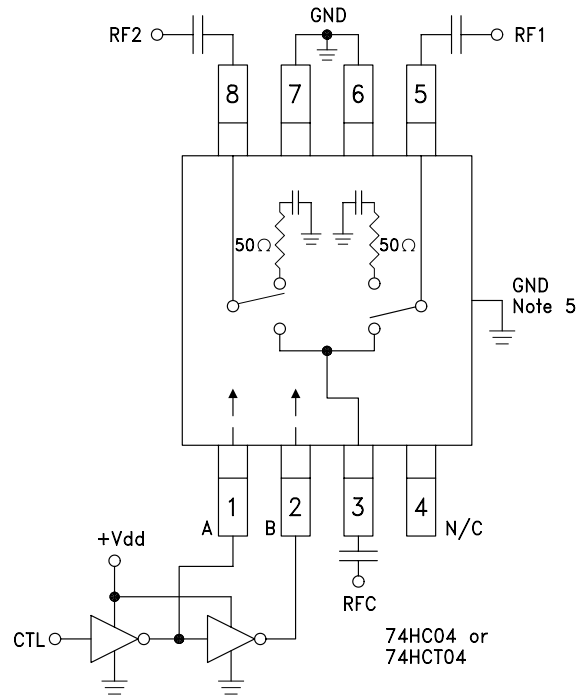 GND
RF2
RF1
8
7
6
5
50Ω
50Ω
GND
Note 5
1
2
3
4
A
B
N/C
+Vdd
RFC
CTL
74HC04 or
74HCT04